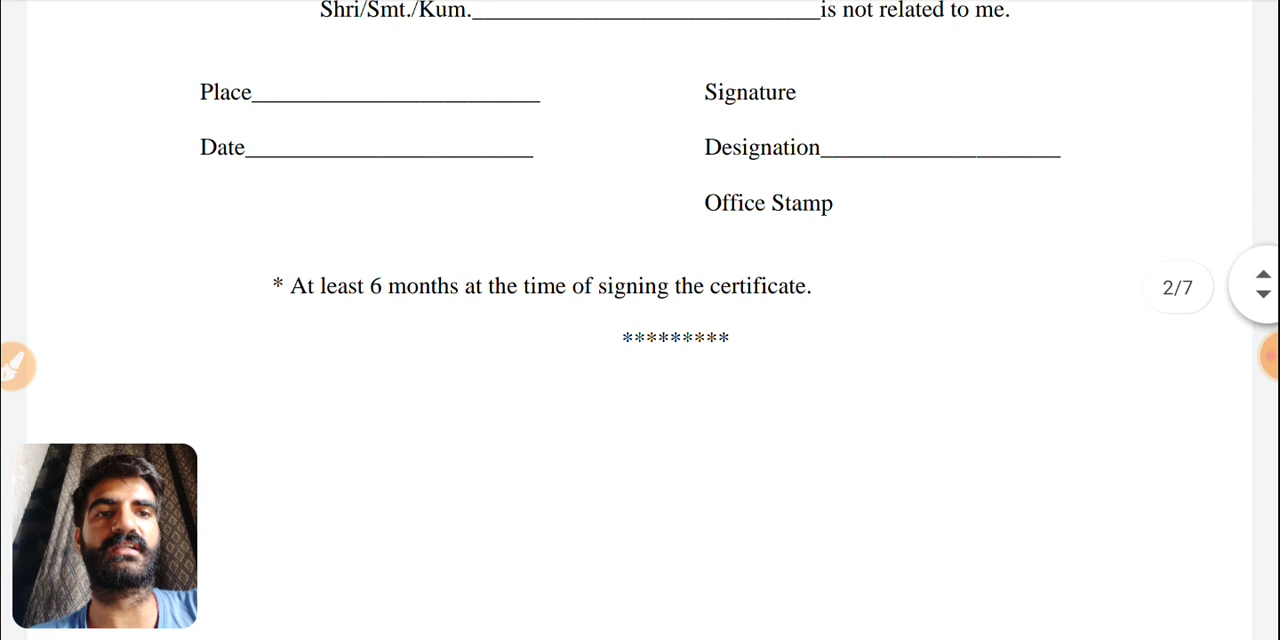 Shri/Smt./Kum._____________________________is not related to me.
Place________________________ Signature
Date________________________ Designation____________________
Office Stamp
* At least 6 months at the time of signing the certificate.
2/7
*********